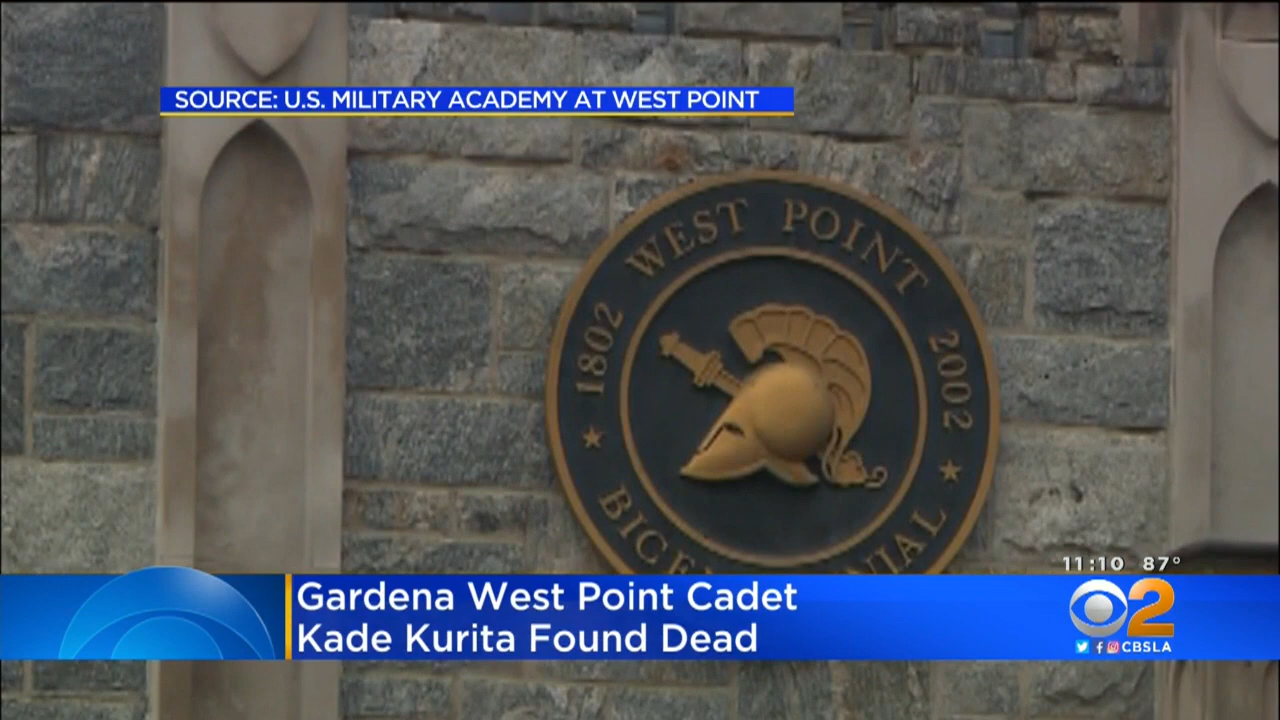 SOURCE: U.S. MILITARY ACADEMY AT WEST POINT
WEST POINT
1802
2002
11:10 87°
Gardena West Point Cadet
Kade Kurita Found Dead
2
CBSLA